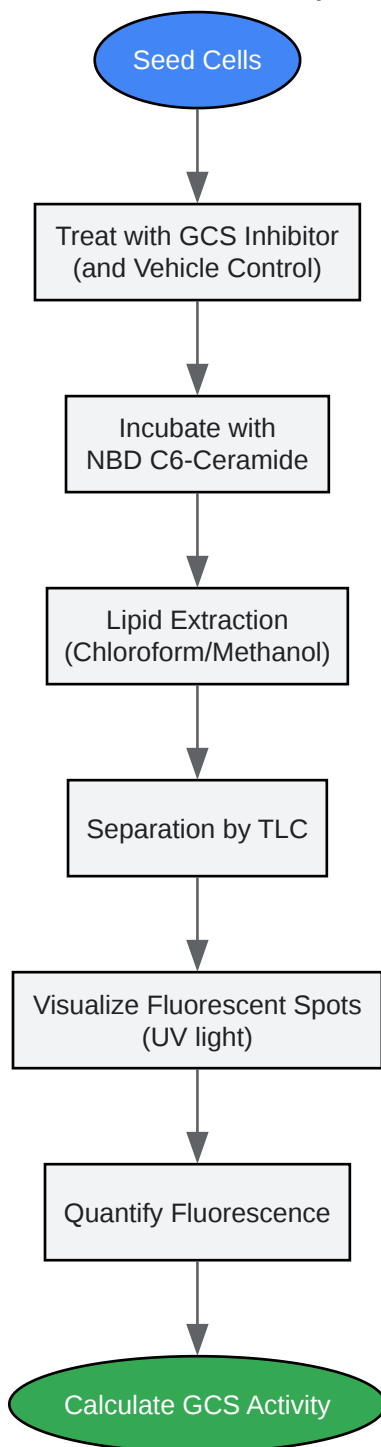 Seed Cells
Treat with GCS Inhibitor
(and Vehicle Control)
Incubate with
NBD C6-Ceramide
Lipid Extraction
(Chloroform/Methanol)
Separation by TLC
Visualize Fluorescent Spots
(UV light)
Quantify Fluorescence
Calculate GCS Activity